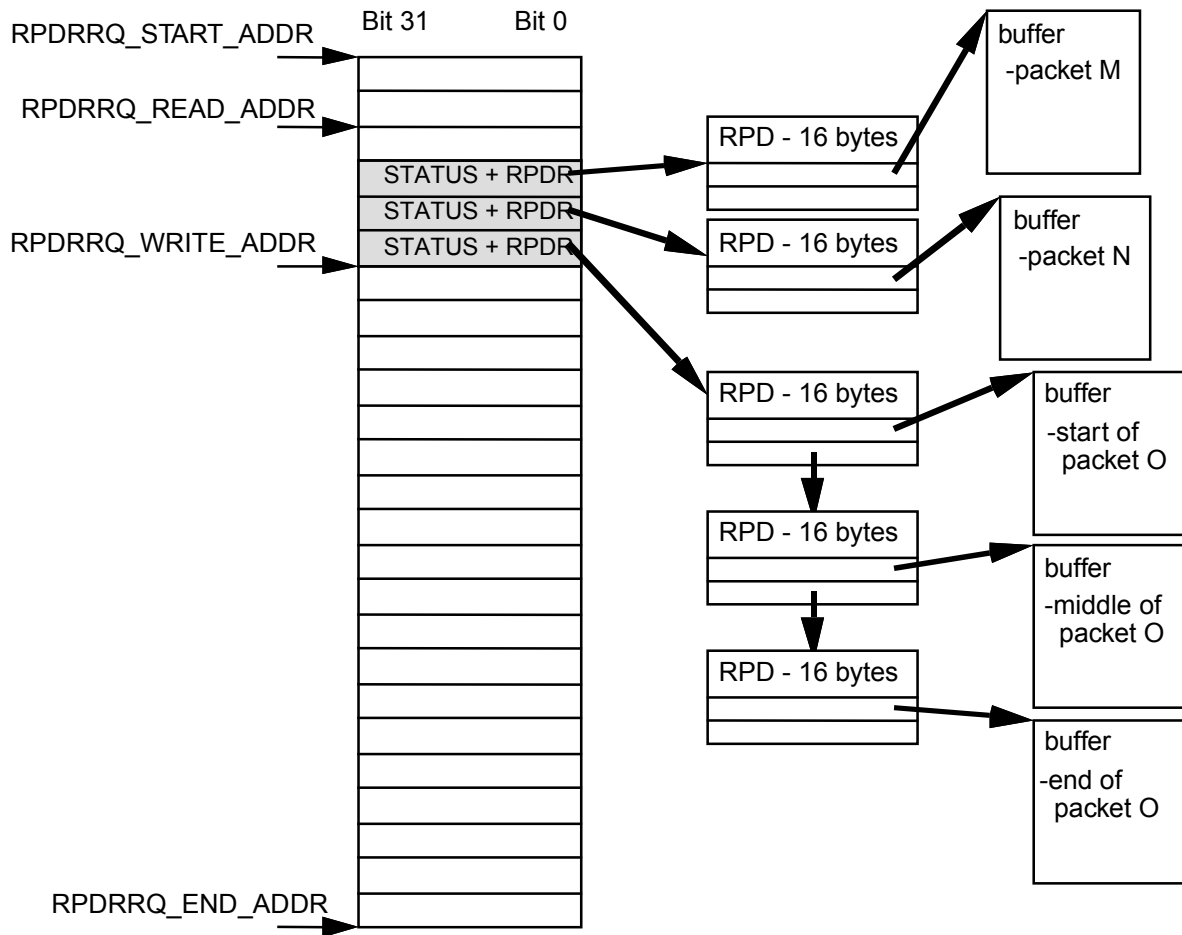 RPDRRQ_START_ADDR
Bit 31 Bit 0
RPDRRQ_READ_ADDR
STATUS + RPDR
STATUS + RPDR
STATUS + RPDR
RPDRRQ_WRITE_ADDR
RPDRRQ_END_ADDR
RPD - 16 bytes
RPD - 16 bytes
RPD - 16 bytes
RPD - 16 bytes
RPD - 16 bytes
buffer
-packet M
buffer
-packet N
buffer
-start of
packet O
buffer
-middle of
packet O
buffer
-end of
packet O